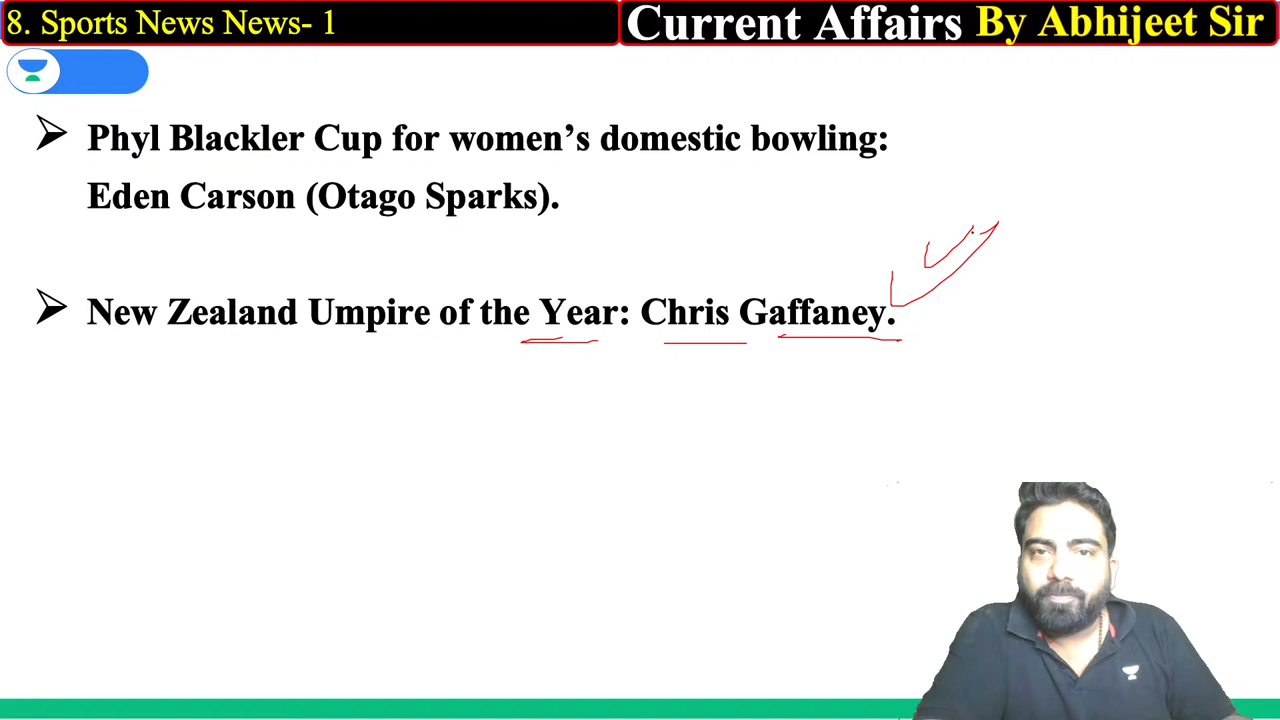 8. Sports News News- 1
Current Affairs By Abhijeet Sir
Phyl Blackler Cup for women’s domestic bowling:
Eden Carson (Otago Sparks).
New Zealand Umpire of the Year: Chris Gaffaney.